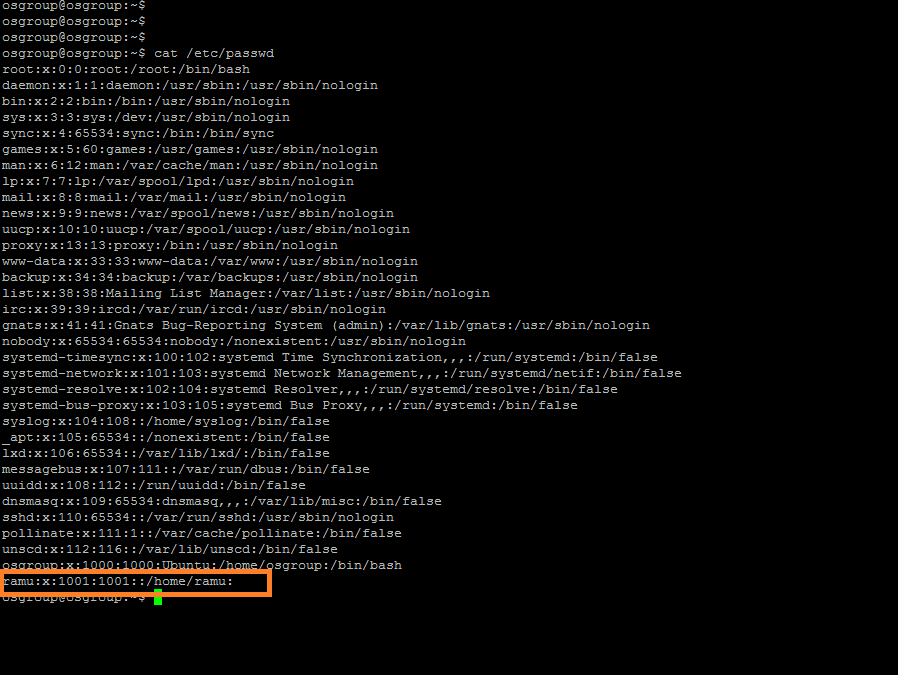 osgroup@osgroup:~$
osgroup@osgroup:~$
osgroup@osgroup:~$
osgroup@osgroup:~$ cat /etc/passwd
root:x:0:0:root:/root:/bin/bash
daemon:x:1:1:daemon:/usr/sbin:/usr/sbin/nologin
bin:x:2:2:bin:/bin:/usr/sbin/nologin
sys:x:3:3:sys:/dev:/usr/sbin/nologin
sync:x:4:65534:sync:/bin:/bin/sync
games:x:5:60:games:/usr/games:/usr/sbin/nologin
man:x:6:12:man:/var/cache/man:/usr/sbin/nologin
lp:x:7:7:lp:/var/spool/lpd:/usr/sbin/nologin
mail:x:8:8:mail:/var/mail:/usr/sbin/nologin
news:x:9:9:news:/var/spool/news:/usr/sbin/nologin
uucp:x:10:10:uucp:/var/spool/uucp:/usr/sbin/nologin
proxy:x:13:13:proxy:/bin:/usr/sbin/nologin
www-data:x:33:33:www-data:/var/www:/usr/sbin/nologin
backup:x:34:34:backup:/var/backups:/usr/sbin/nologin
list:x:38:38:Mailing List Manager:/var/list:/usr/sbin/nologin
irc:x:39:39:ircd:/var/run/ircd:/usr/sbin/nologin
gnats:x:41:41:Gnats Bug-Reporting System (admin):/var/lib/gnats:/usr/sbin/nologin
nobody:x:65534:65534:nobody:/nonexistent:/usr/sbin/nologin
systemd-timesync:x:100:102:systemd Time Synchronization,,,:/run/systemd:/bin/false
systemd-network:x:101:103:systemd Network Management,,,:/run/systemd/netif:/bin/false
systemd-resolve:x:102:104:systemd Resolver,,,:/run/systemd/resolve:/bin/false
systemd-bus-proxy:x:103:105:systemd Bus Proxy,,,:/run/systemd:/bin/false
syslog:x:104:108::/home/syslog:/bin/false
_apt:x:105:65534::/nonexistent:/bin/false
lxd:x:106:65534::/var/lib/lxd/:/bin/false
messagebus:x:107:111::/var/run/dbus:/bin/false
uuidd:x:108:112::/run/uuidd:/bin/false
dnsmasq:x:109:65534:dnsmasq,,,:/var/lib/misc:/bin/false
sshd:x:110:65534::/var/run/sshd:/usr/sbin/nologin
pollinate:x:111:1::/var/cache/pollinate:/bin/false
unscd:x:112:116::/var/lib/unscd:/bin/false
osgroup:x:1000:1000:Ubuntu:/home/osgroup:/bin/bash
ramu:x:1001:1001::/home/ramu:
osgroup@osgroup:~$